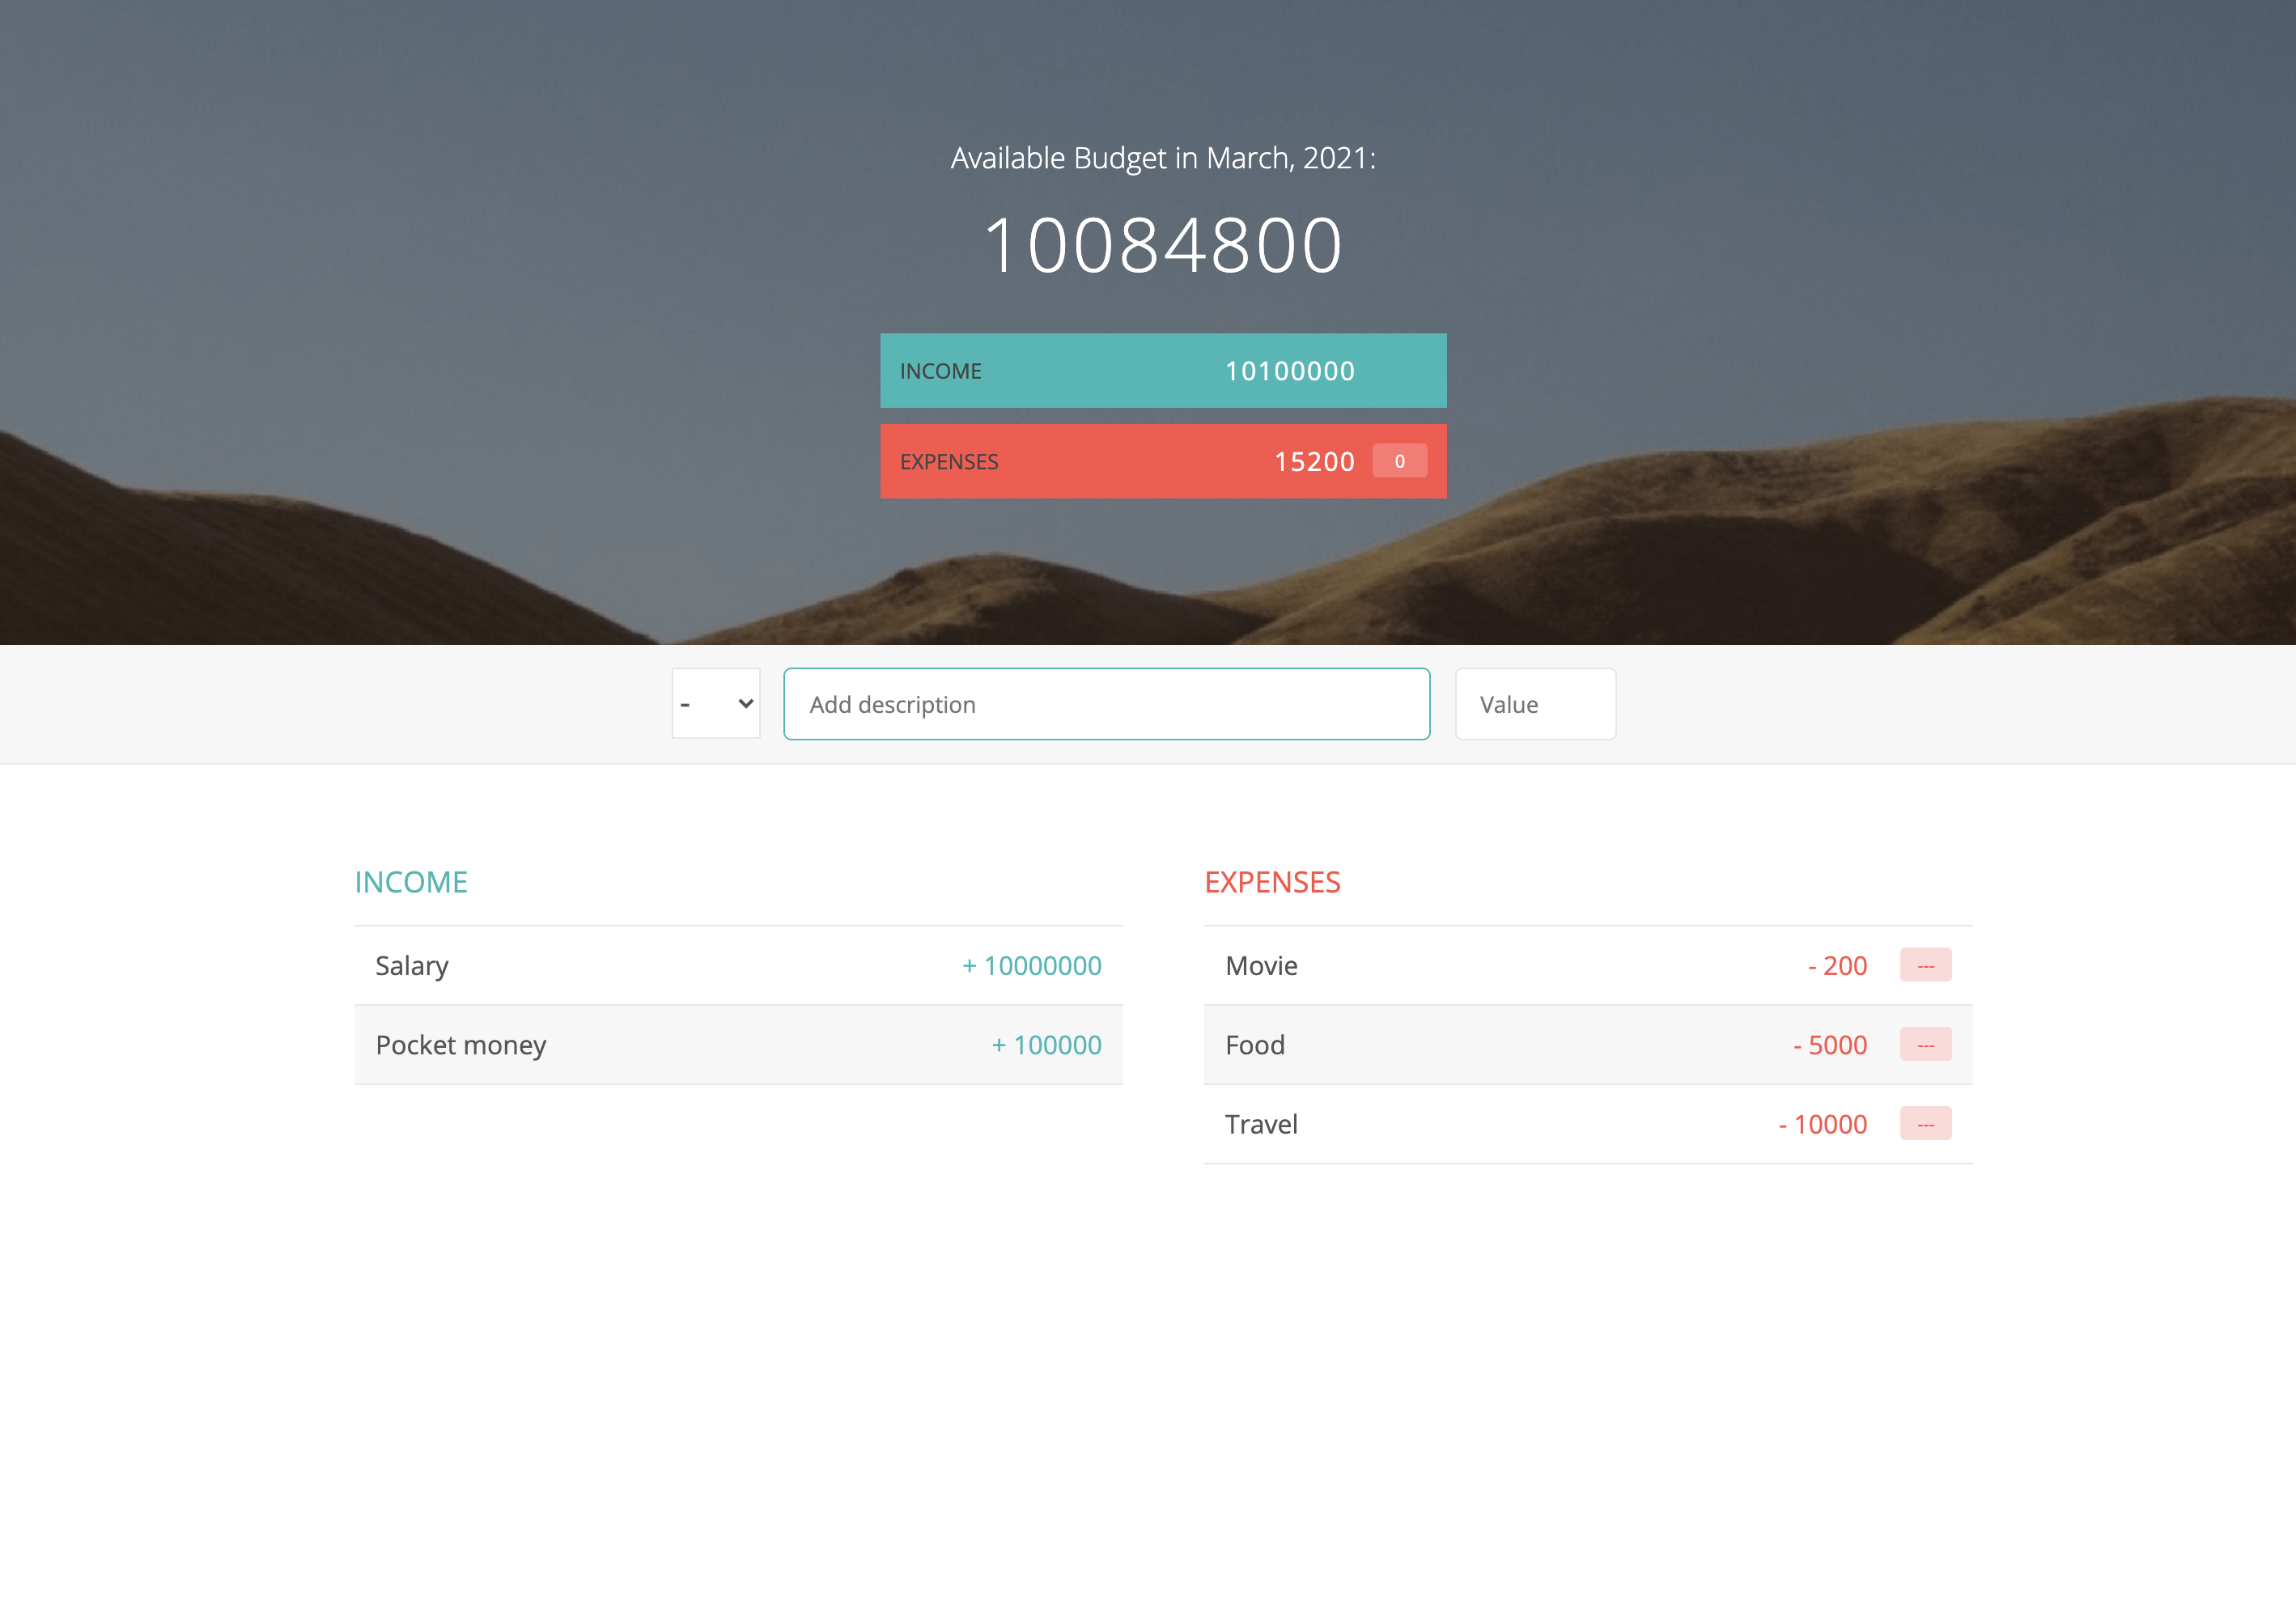 Available Budget in March, 2021:
10084800
INCOME 10100000
EXPENSES 15200 0
- Add description Value
INCOME
Salary + 10000000
Pocket money + 100000
EXPENSES
Movie - 200 ---
Food - 5000 ---
Travel - 10000 ---